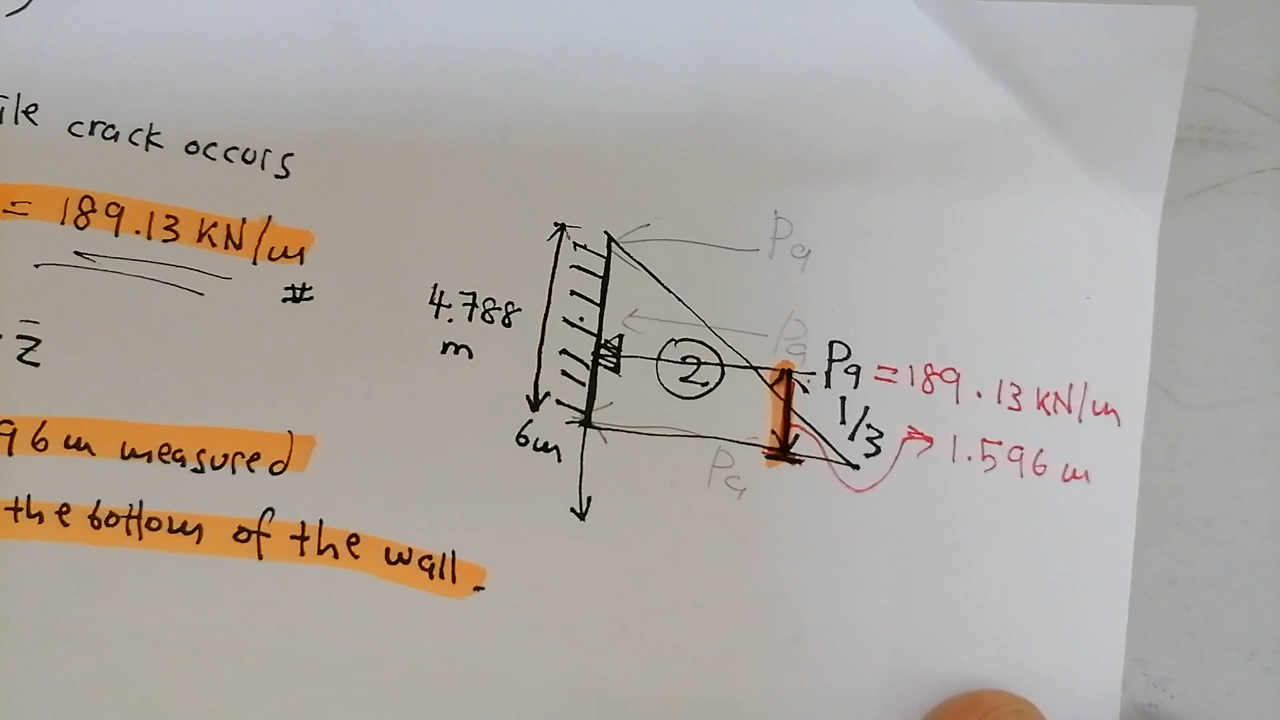 ile crack occurs
= 189.13 KN/m
#
z̄
96 m measured
the bottom of the wall.
Pa
4.788
m
Pa
2
Pa = 189.13 KN/m
1/3
1.596 m
6m
Pa